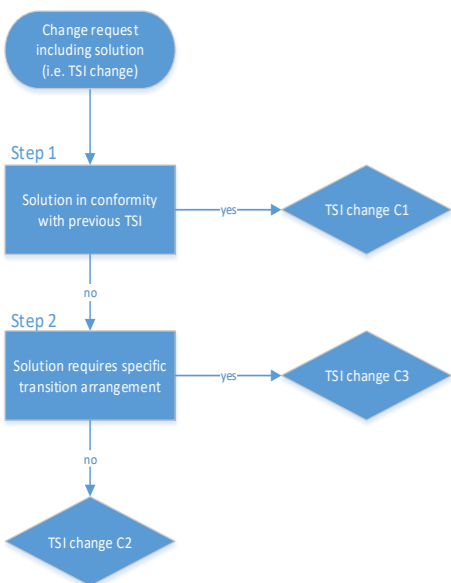 Change request
including solution
(i.e. TSI change)
Step 1
Solution in conformity
with previous TSI
yes
TSI change C1
no
Step 2
Solution requires specific
transition arrangement
yes
TSI change C3
no
TSI change C2